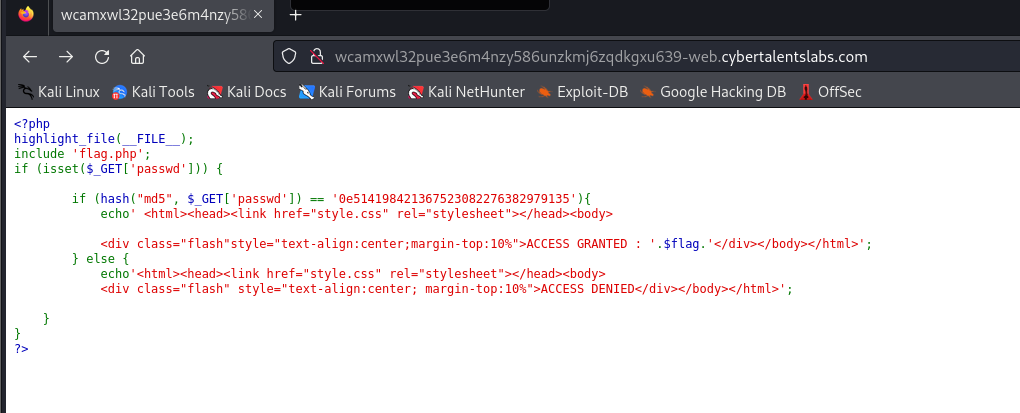 wcamxwl32pue3e6m4nzy58
wcamxwl32pue3e6m4nzy586unzkmj6zqdkgxu639-web.cybertalentslabs.com
Kali Linux Kali Tools Kali Docs Kali Forums Kali NetHunter Exploit-DB Google Hacking DB OffSec
<?php
highlight_file(__FILE__);
include 'flag.php';
if (isset($_GET['passwd'])) {
if (hash("md5", $_GET['passwd']) == '0e514198421367523082276382979135'){
echo' <html><head><link href="style.css" rel="stylesheet"></head><body>
<div class="flash"style="text-align:center;margin-top:10%">ACCESS GRANTED : '.$flag.'</div></body></html>';
} else {
echo'<html><head><link href="style.css" rel="stylesheet"></head><body>
<div class="flash" style="text-align:center; margin-top:10%">ACCESS DENIED</div></body></html>';
}
}
?>